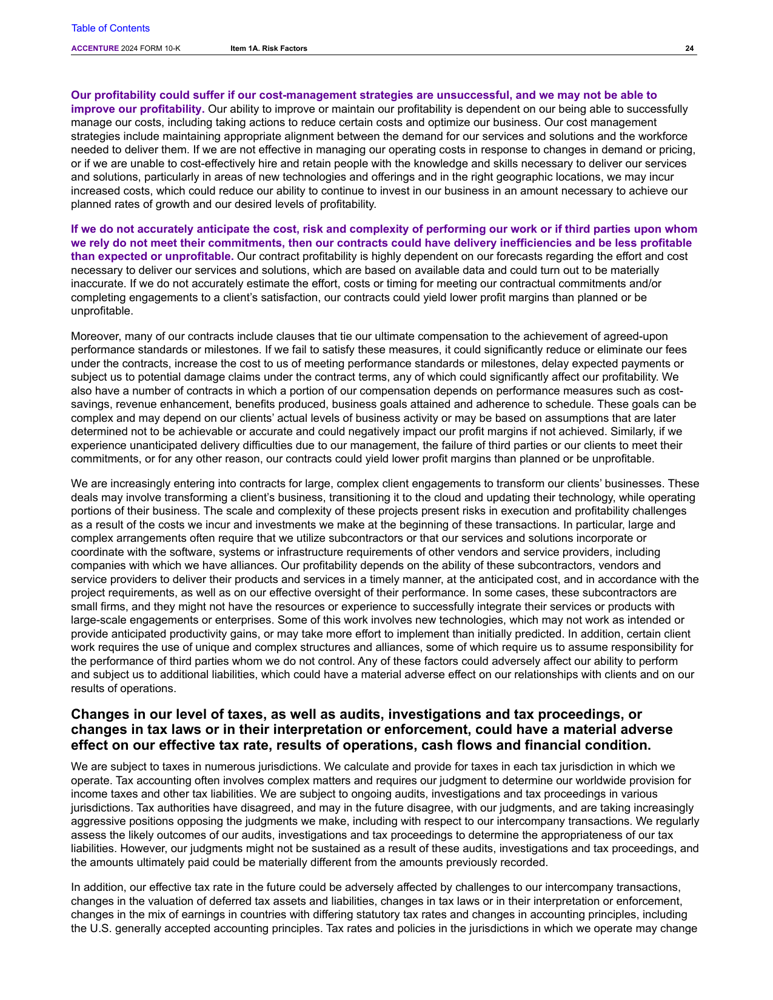 Table of Contents
ACCENTURE 2024 FORM 10-K Item 1A. Risk Factors 24
Our profitability could suffer if our cost-management strategies are unsuccessful, and we may not be able to
improve our profitability. Our ability to improve or maintain our profitability is dependent on our being able to successfully
manage our costs, including taking actions to reduce certain costs and optimize our business. Our cost management
strategies include maintaining appropriate alignment between the demand for our services and solutions and the workforce
needed to deliver them. If we are not effective in managing our operating costs in response to changes in demand or pricing,
or if we are unable to cost-effectively hire and retain people with the knowledge and skills necessary to deliver our services
and solutions, particularly in areas of new technologies and offerings and in the right geographic locations, we may incur
increased costs, which could reduce our ability to continue to invest in our business in an amount necessary to achieve our
planned rates of growth and our desired levels of profitability.
If we do not accurately anticipate the cost, risk and complexity of performing our work or if third parties upon whom
we rely do not meet their commitments, then our contracts could have delivery inefficiencies and be less profitable
than expected or unprofitable. Our contract profitability is highly dependent on our forecasts regarding the effort and cost
necessary to deliver our services and solutions, which are based on available data and could turn out to be materially
inaccurate. If we do not accurately estimate the effort, costs or timing for meeting our contractual commitments and/or
completing engagements to a client's satisfaction, our contracts could yield lower profit margins than planned or be
unprofitable.
Moreover, many of our contracts include clauses that tie our ultimate compensation to the achievement of agreed-upon
performance standards or milestones. If we fail to satisfy these measures, it could significantly reduce or eliminate our fees
under the contracts, increase the cost to us of meeting performance standards or milestones, delay expected payments or
subject us to potential damage claims under the contract terms, any of which could significantly affect our profitability. We
also have a number of contracts in which a portion of our compensation depends on performance measures such as cost-
savings, revenue enhancement, benefits produced, business goals attained and adherence to schedule. These goals can be
complex and may depend on our clients' actual levels of business activity or may be based on assumptions that are later
determined not to be achievable or accurate and could negatively impact our profit margins if not achieved. Similarly, if we
experience unanticipated delivery difficulties due to our management, the failure of third parties or our clients to meet their
commitments, or for any other reason, our contracts could yield lower profit margins than planned or be unprofitable.
We are increasingly entering into contracts for large, complex client engagements to transform our clients' businesses. These
deals may involve transforming a client's business, transitioning it to the cloud and updating their technology, while operating
portions of their business. The scale and complexity of these projects present risks in execution and profitability challenges
as a result of the costs we incur and investments we make at the beginning of these transactions. In particular, large and
complex arrangements often require that we utilize subcontractors or that our services and solutions incorporate or
coordinate with the software, systems or infrastructure requirements of other vendors and service providers, including
companies with which we have alliances. Our profitability depends on the ability of these subcontractors, vendors and
service providers to deliver their products and services in a timely manner, at the anticipated cost, and in accordance with the
project requirements, as well as on our effective oversight of their performance. In some cases, these subcontractors are
small firms, and they might not have the resources or experience to successfully integrate their services or products with
large-scale engagements or enterprises. Some of this work involves new technologies, which may not work as intended or
provide anticipated productivity gains, or may take more effort to implement than initially predicted. In addition, certain client
work requires the use of unique and complex structures and alliances, some of which require us to assume responsibility for
the performance of third parties whom we do not control. Any of these factors could adversely affect our ability to perform
and subject us to additional liabilities, which could have a material adverse effect on our relationships with clients and on our
results of operations.
Changes in our level of taxes, as well as audits, investigations and tax proceedings, or
changes in tax laws or in their interpretation or enforcement, could have a material adverse
effect on our effective tax rate, results of operations, cash flows and financial condition.
We are subject to taxes in numerous jurisdictions. We calculate and provide for taxes in each tax jurisdiction in which we
operate. Tax accounting often involves complex matters and requires our judgment to determine our worldwide provision for
income taxes and other tax liabilities. We are subject to ongoing audits, investigations and tax proceedings in various
jurisdictions. Tax authorities have disagreed, and may in the future disagree, with our judgments, and are taking increasingly
aggressive positions opposing the judgments we make, including with respect to our intercompany transactions. We regularly
assess the likely outcomes of our audits, investigations and tax proceedings to determine the appropriateness of our tax
liabilities. However, our judgments might not be sustained as a result of these audits, investigations and tax proceedings, and
the amounts ultimately paid could be materially different from the amounts previously recorded.
In addition, our effective tax rate in the future could be adversely affected by challenges to our intercompany transactions,
changes in the valuation of deferred tax assets and liabilities, changes in tax laws or in their interpretation or enforcement,
changes in the mix of earnings in countries with differing statutory tax rates and changes in accounting principles, including
the U.S. generally accepted accounting principles. Tax rates and policies in the jurisdictions in which we operate may change